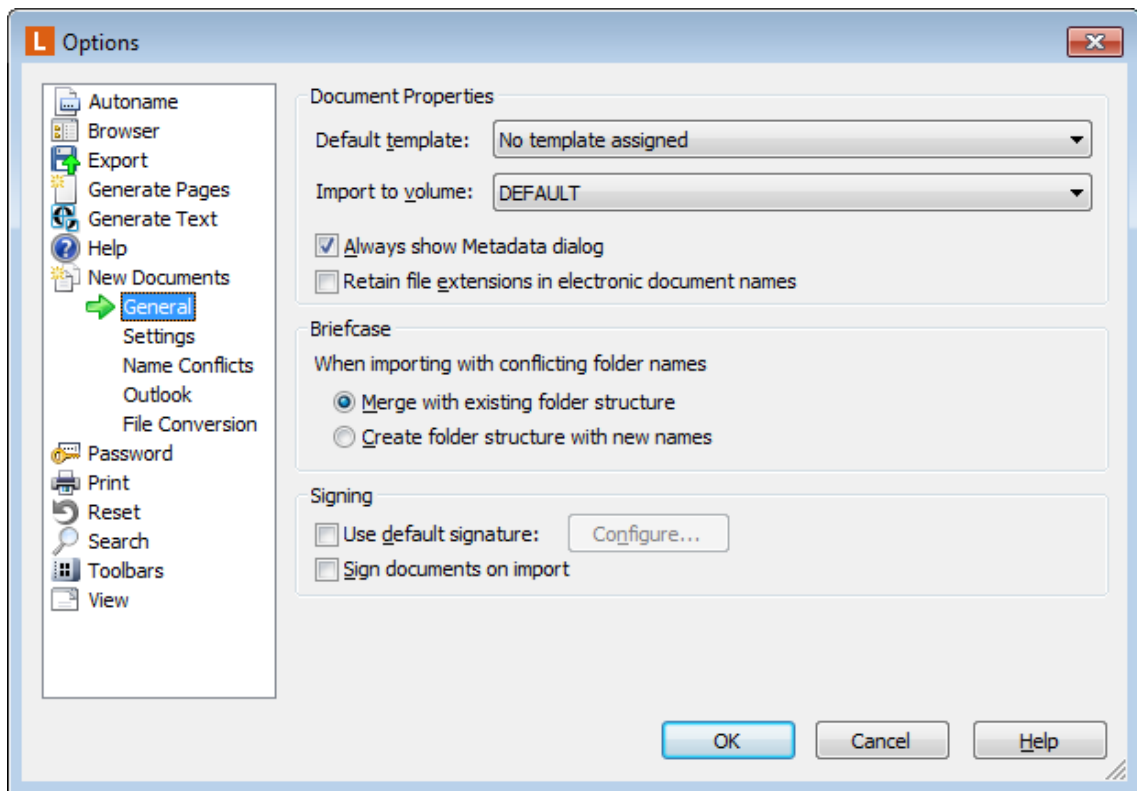 L Options
Autoname
Browser
Export
Generate Pages
Generate Text
Help
New Documents
General
Settings
Name Conflicts
Outlook
File Conversion
Password
Print
Reset
Search
Toolbars
View
Document Properties
Default template: No template assigned
Import to volume: DEFAULT
Always show Metadata dialog
Retain file extensions in electronic document names
Briefcase
When importing with conflicting folder names
Merge with existing folder structure
Create folder structure with new names
Signing
Use default signature: Configure...
Sign documents on import
OK Cancel Help